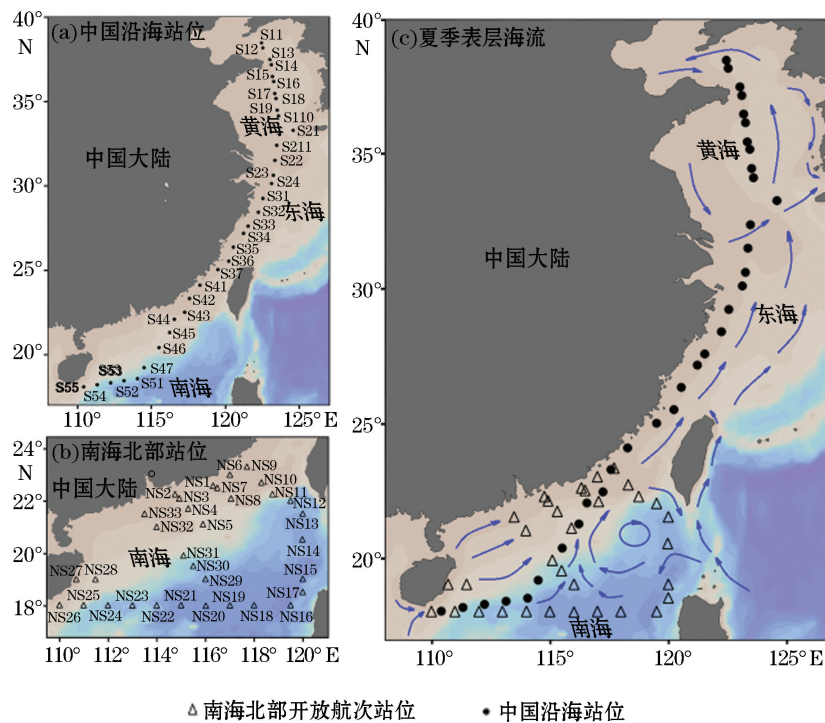 (a)中国沿海站位
40°
N
35°
30°
25°
20°
S11
S12
S13
S14
S15
S16
S17
S18
S19
S110
黄海
S21
S211
S22
S23
S24
S31
东海
S32
S33
S34
S35
S36
S37
S41
S42
S43
S44
S45
S46
S47
S53
S51
S55
S52
S54
南海
中国大陆
110°
115°
120°
125°E
(b)南海北部站位
24°
N
22°
20°
18°
中国大陆
NS6
NS9
NS1
NS10
NS7
NS2
NS3
NS8
NS11
NS12
NS33
NS4
NS13
NS32
NS5
南海
NS31
NS14
NS27
NS28
NS30
NS15
NS29
NS17
NS23
NS21
NS19
NS26
NS24
NS22
NS20
NS18
NS16
110°
112°
114°
116°
118°
120°E
(c)夏季表层海流
40°
N
35°
30°
25°
20°
黄海
中国大陆
东海
南海
110°
115°
120°
125°E
南海北部开放航次站位 中国沿海站位